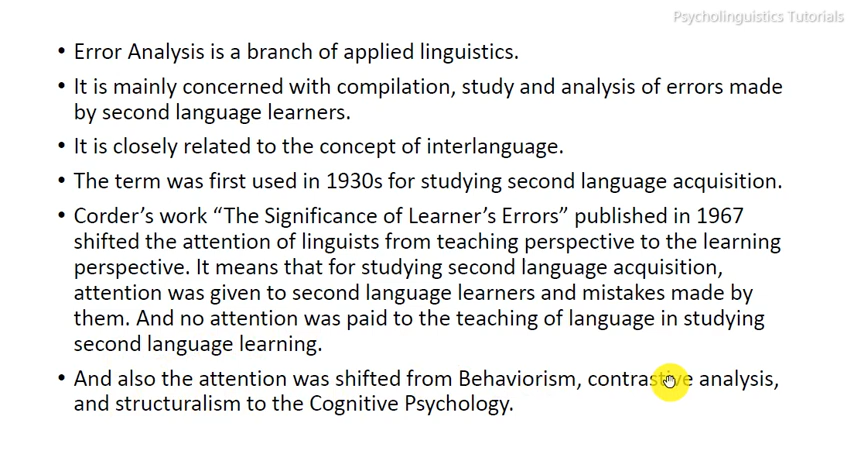 Psycholinguistics Tutorials
• Error Analysis is a branch of applied linguistics.
• It is mainly concerned with compilation, study and analysis of errors made
by second language learners.
• It is closely related to the concept of interlanguage.
• The term was first used in 1930s for studying second language acquisition.
• Corder’s work “The Significance of Learner’s Errors” published in 1967
shifted the attention of linguists from teaching perspective to the learning
perspective. It means that for studying second language acquisition,
attention was given to second language learners and mistakes made by
them. And no attention was paid to the teaching of language in studying
second language learning.
• And also the attention was shifted from Behaviorism, contrastive analysis,
and structuralism to the Cognitive Psychology.